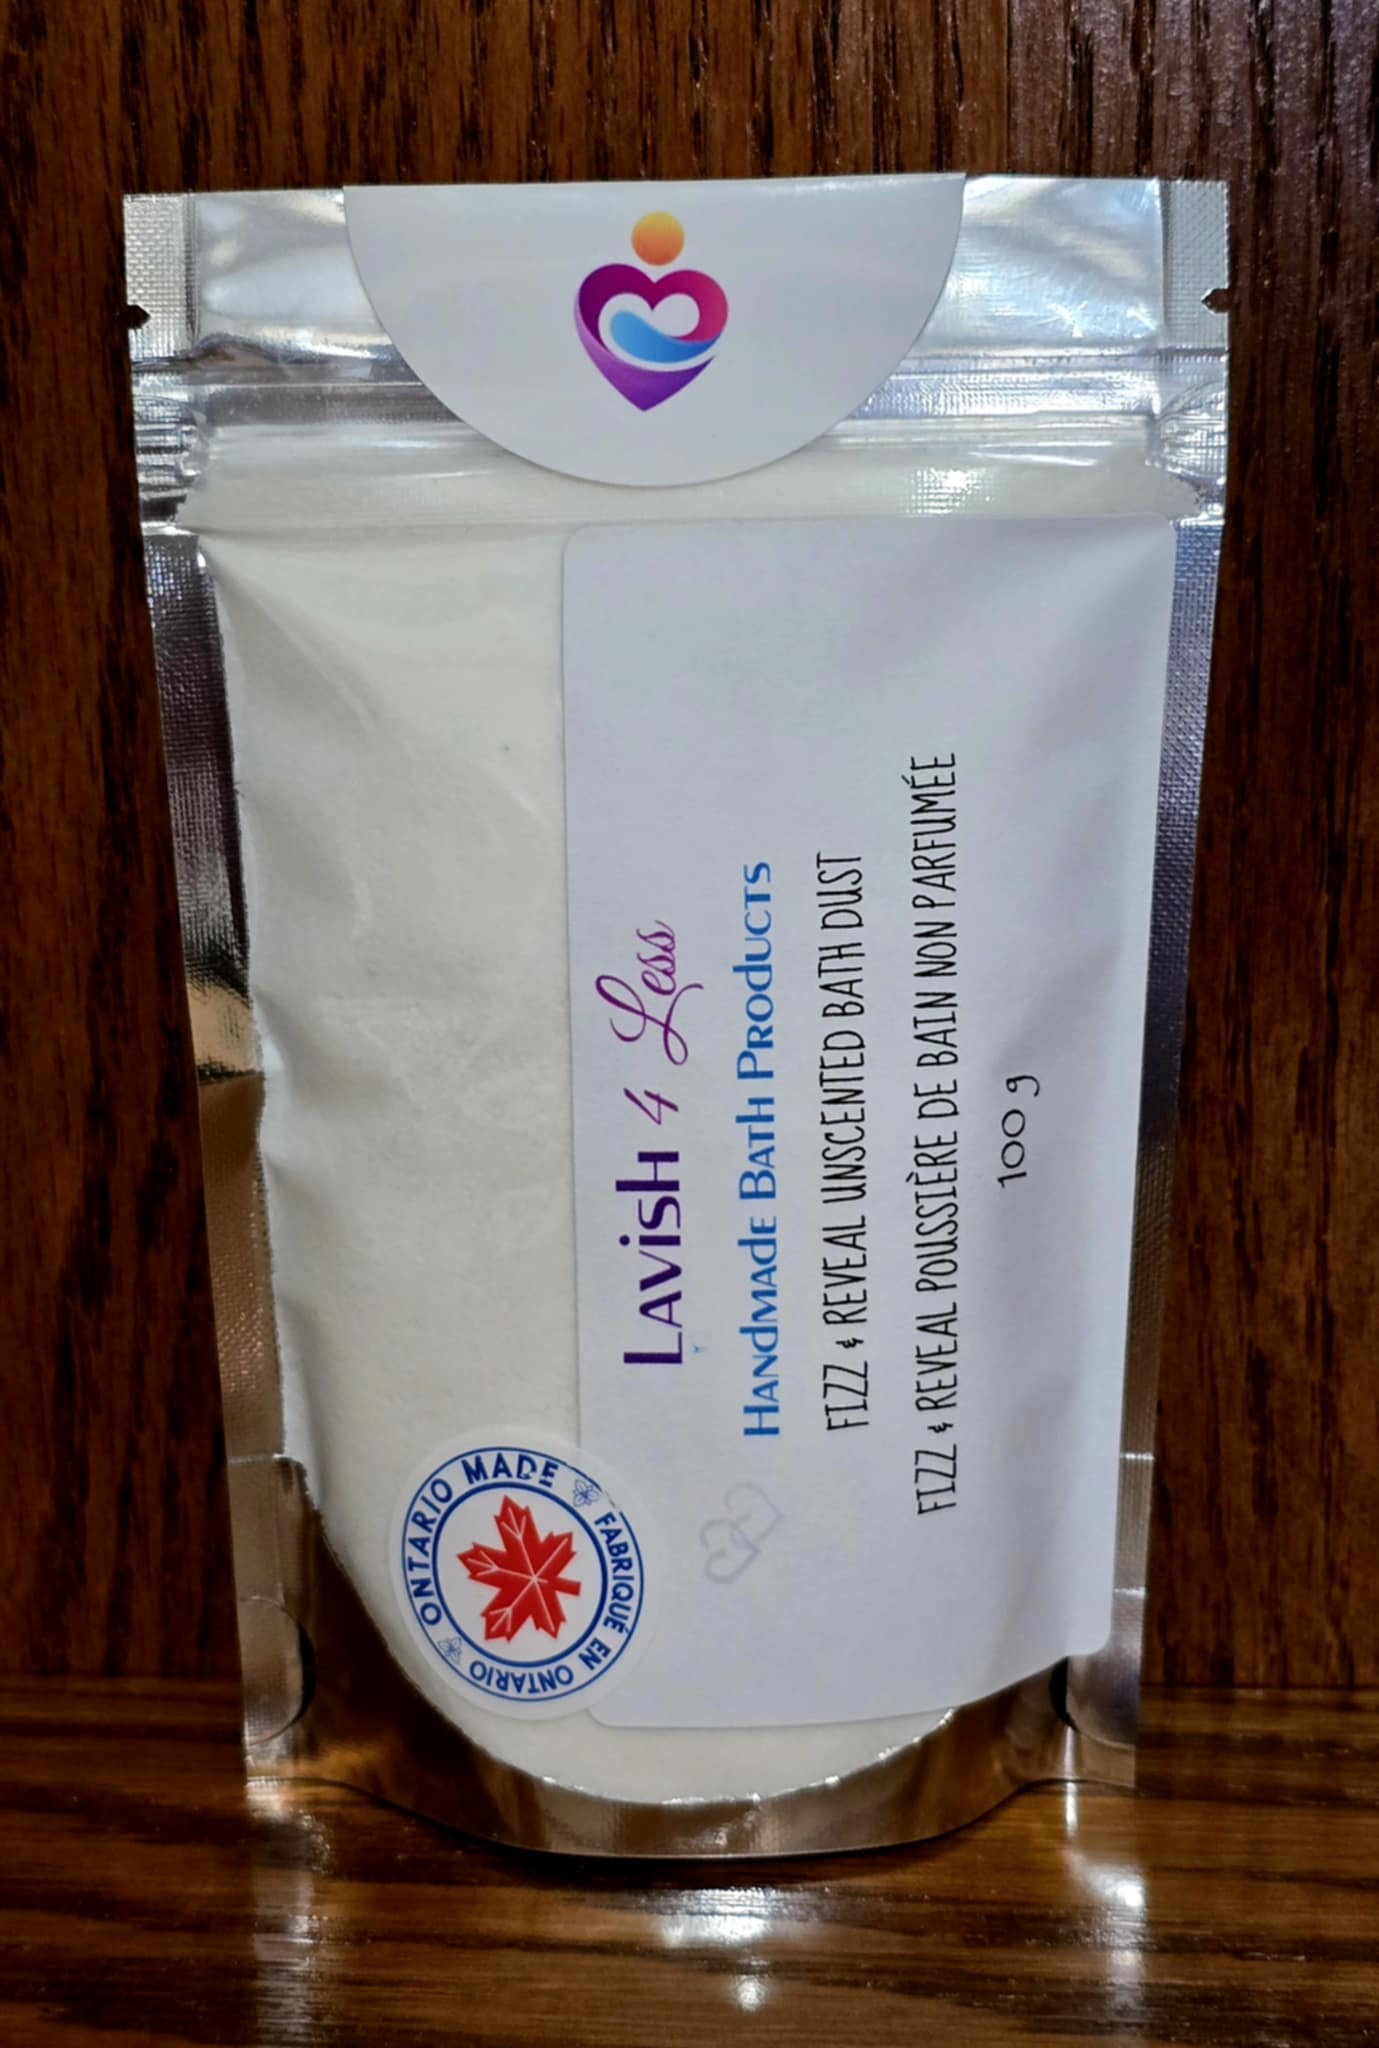 Lavish 4 Less
Handmade Bath Products
FIZZ & REVEAL UNSCENTED BATH DUST
FIZZ & REVEAL POUSSIÈRE DE BAIN NON PARFUMÉE
100 g
ONTARIO MADE
FABRIQUÉ EN ONTARIO